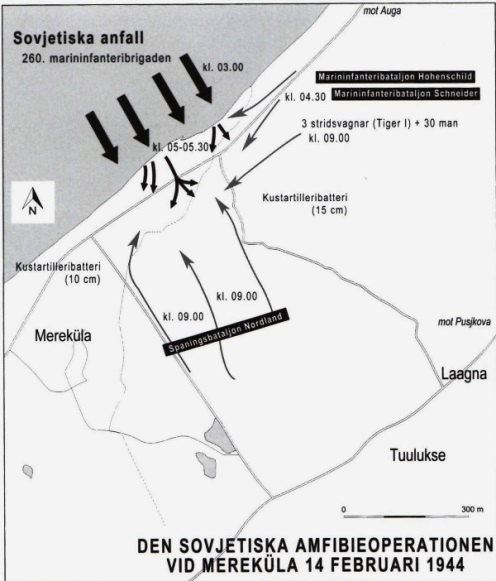 mot Auga
Sovjetiska anfall
260. marininfanteribrigaden
kl. 03.00
Marininfanteribataljon Hohenschild
kl. 04.30
Marininfanteribataljon Schneider
3 stridsvagnar (Tiger I) + 30 man
kl. 09.00
kl. 05-05.30
N
Kustartilleribatteri
(15 cm)
Kustartilleribatteri
(10 cm)
kl. 09.00
kl. 09.00
Spaningsbataljon Nordland
Mereküla
mot Pusjkova
Laagna
Tuulukse
0
300 m
DEN SOVJETISKA AMFIBIEOPERATIONEN
VID MEREKÜLA 14 FEBRUARI 1944